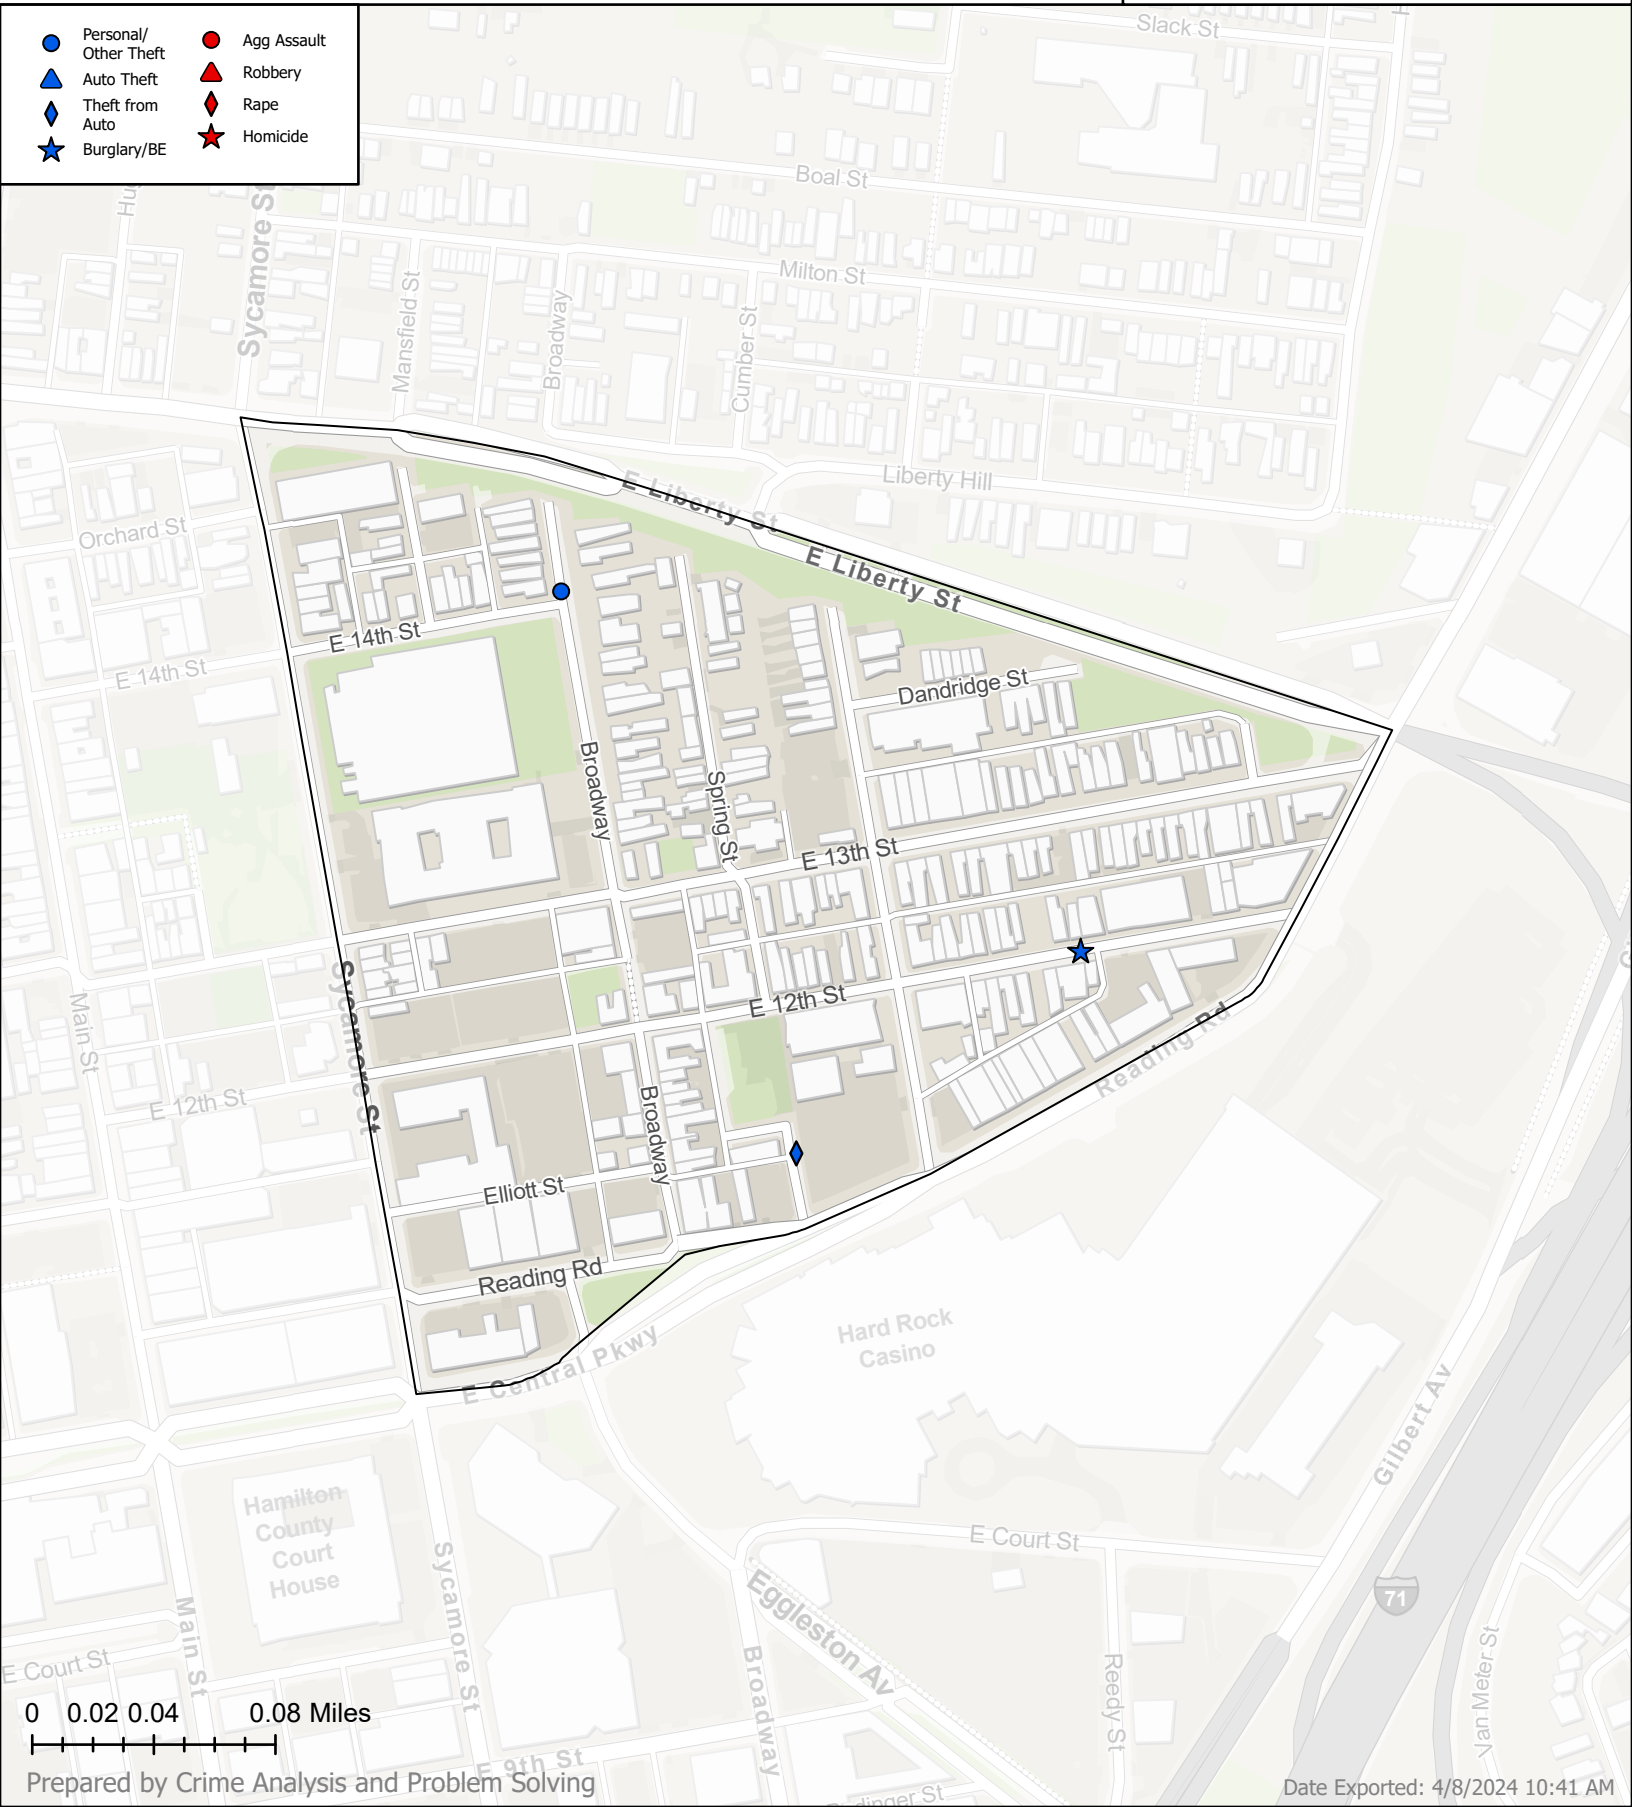 Personal/
Other Theft
Agg Assault
Auto Theft
Robbery
Theft from
Auto
Rape
Burglary/BE
Homicide
Slack St
Boal St
Sycamore St
Milton St
Mansfield St
Broadway
Cumber St
Liberty Hill
E Liberty St
E Liberty St
Orchard St
E 14th St
E 14th St
Dandridge St
Broadway
Spring St
E 13th St
Sycamore St
Main St
E 12th St
E 12th St
Reading Rd
Broadway
Elliott St
Reading Rd
E Central Pkwy
Hard Rock
Casino
Gilbert Av
Hamilton
County
Court
House
E Court St
71
Eggleston Av
Sycamore St
Main St
E Court St
Broadway
Reedy St
Van Meter St
0 0.02 0.04 0.08 Miles
E 9th St
Prepared by Crime Analysis and Problem Solving
Date Exported: 4/8/2024 10:41 AM